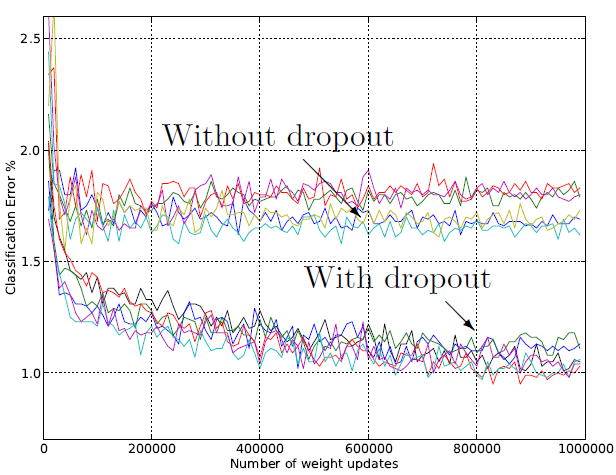 2.5
2.0
1.5
1.0
Classification Error %
Without dropout
With dropout
0 200000 400000 600000 800000 1000000
Number of weight updates